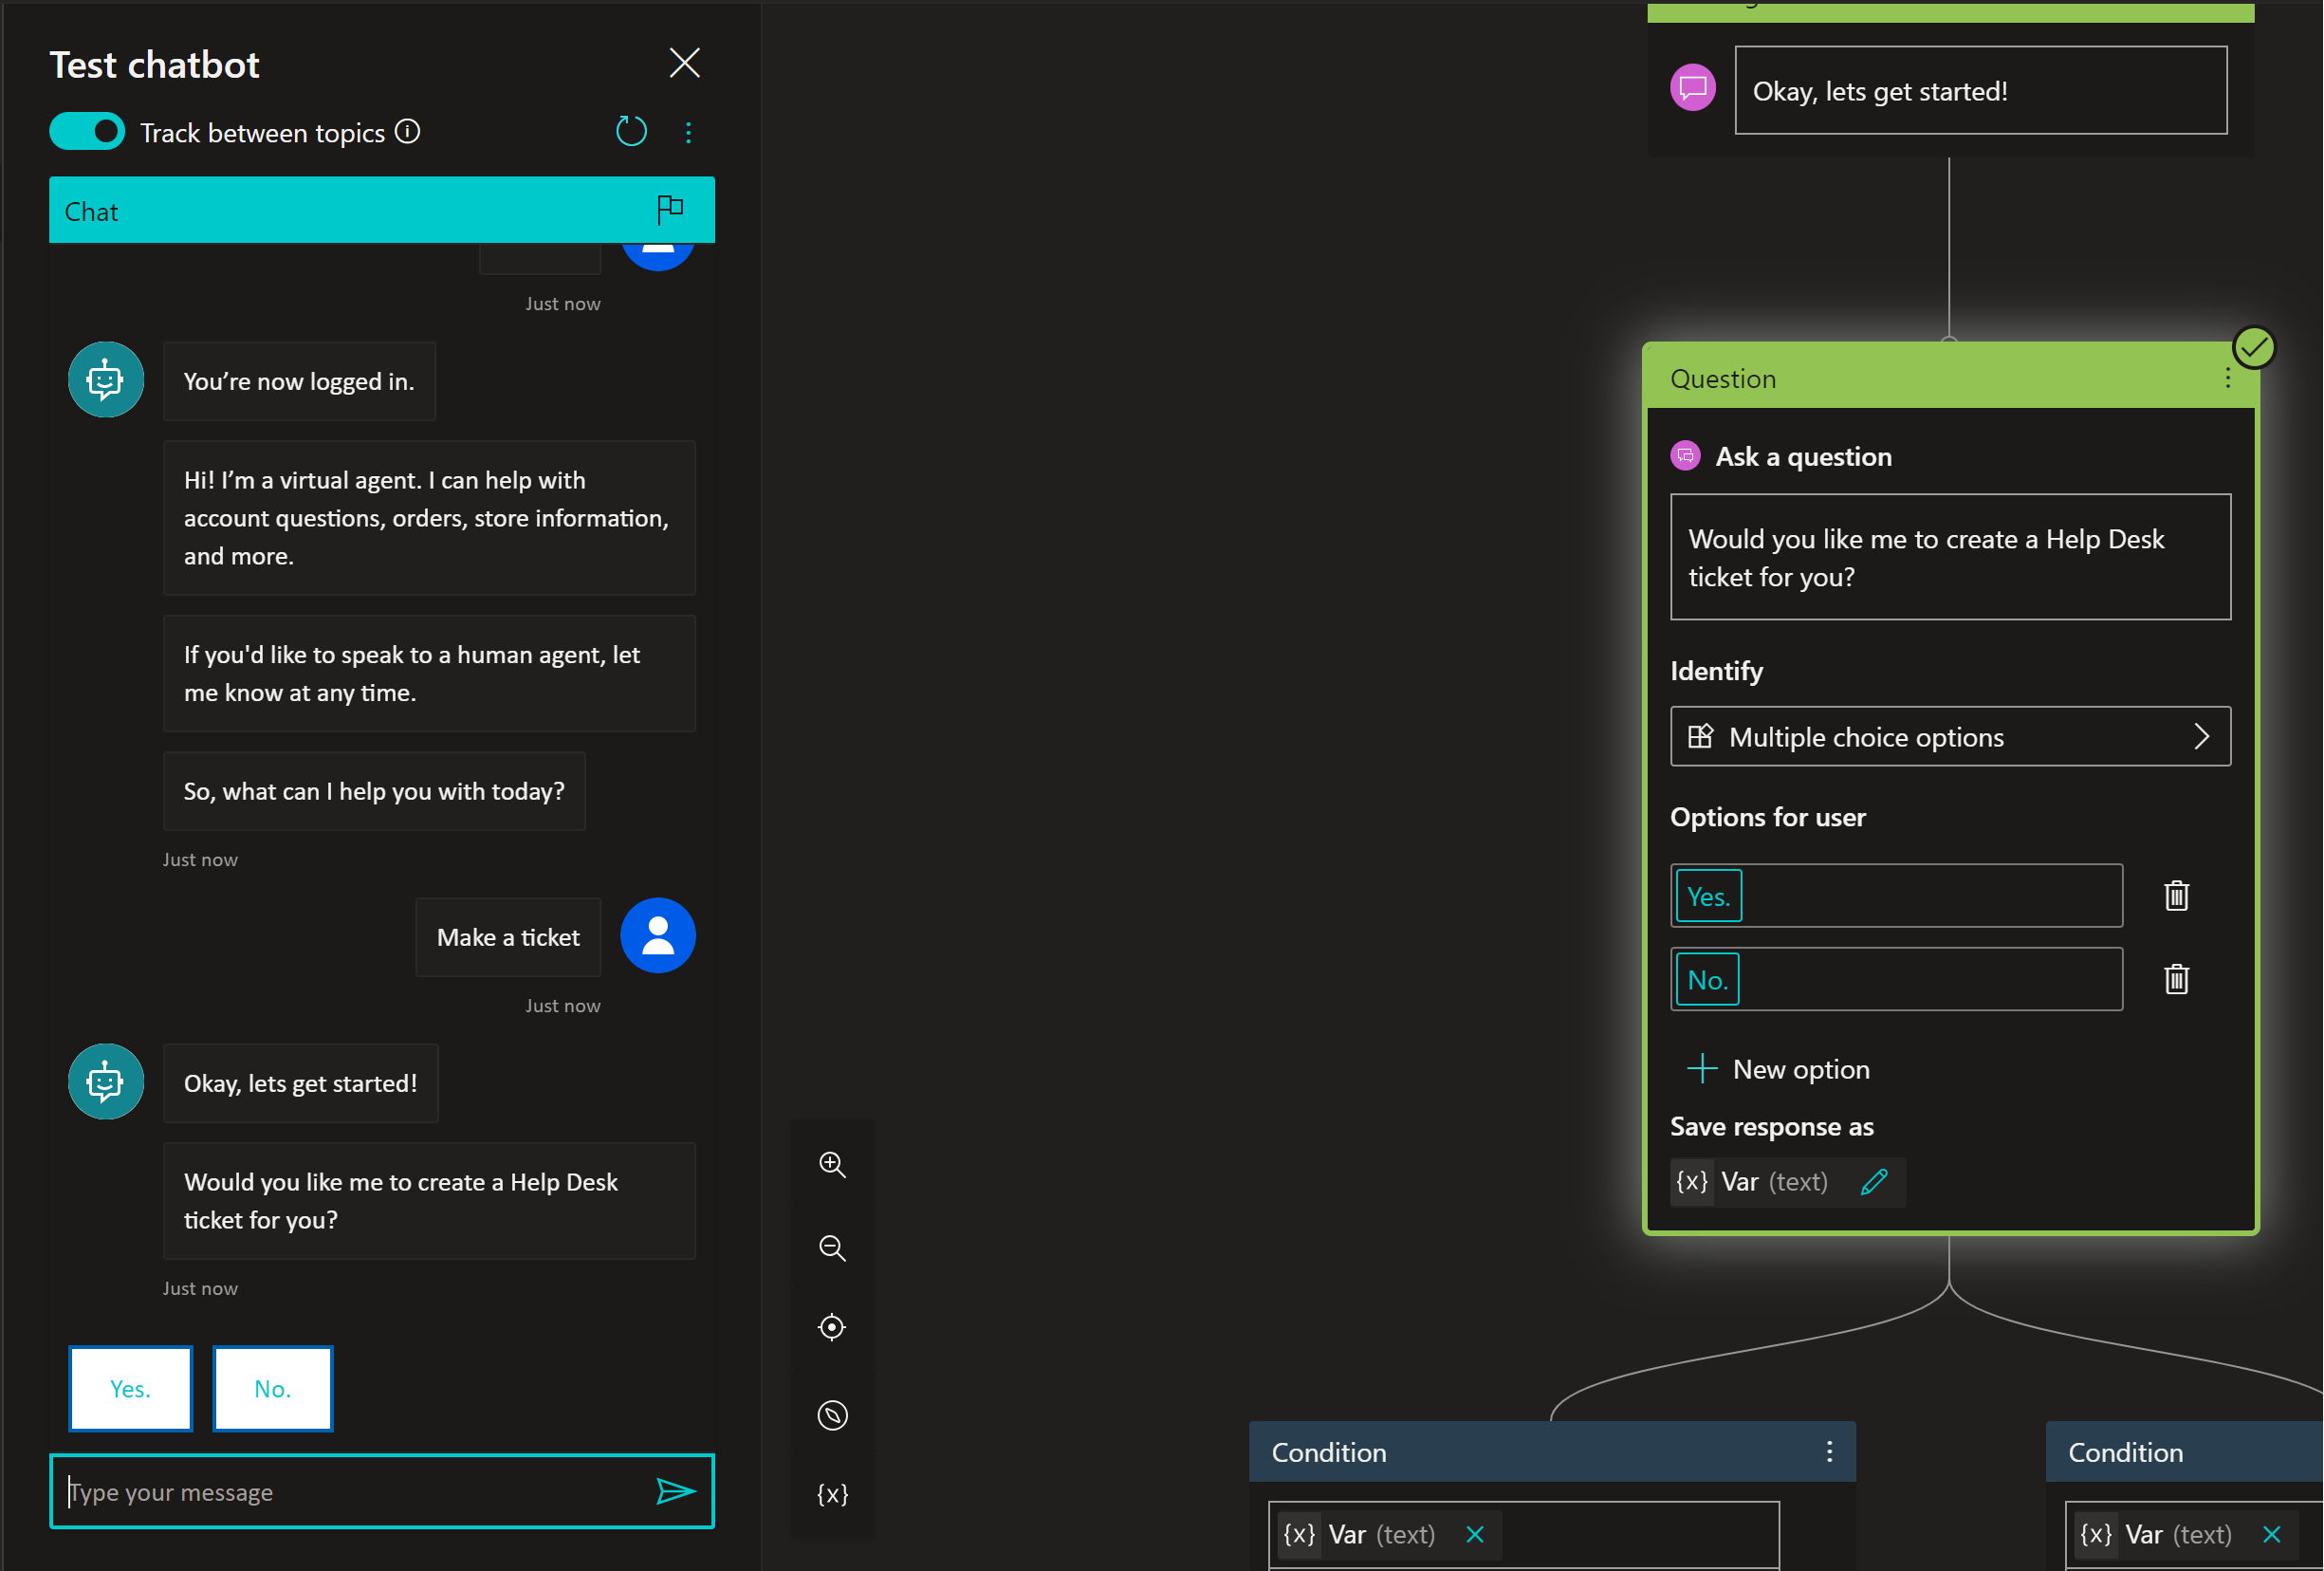 Test chatbot
Track between topics
Chat
Just now
You’re now logged in.
Hi! I’m a virtual agent. I can help with
account questions, orders, store information,
and more.
If you'd like to speak to a human agent, let
me know at any time.
So, what can I help you with today?
Just now
Make a ticket
Just now
Okay, lets get started!
Would you like me to create a Help Desk
ticket for you?
Just now
Yes.
No.
Type your message
{x}
Okay, lets get started!
Question
Ask a question
Would you like me to create a Help Desk
ticket for you?
Identify
Multiple choice options
Options for user
Yes.
No.
New option
Save response as
{x} Var (text)
Condition
{x} Var (text)
Condition
{x} Var (text)